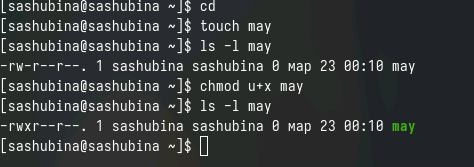 [sashubina@sashubina ~]$ cd
[sashubina@sashubina ~]$ touch may
[sashubina@sashubina ~]$ ls -l may
-rw-r--r--. 1 sashubina sashubina 0 мар 23 00:10 may
[sashubina@sashubina ~]$ chmod u+x may
[sashubina@sashubina ~]$ ls -l may
-rwxr--r--. 1 sashubina sashubina 0 мар 23 00:10 may
[sashubina@sashubina ~]$